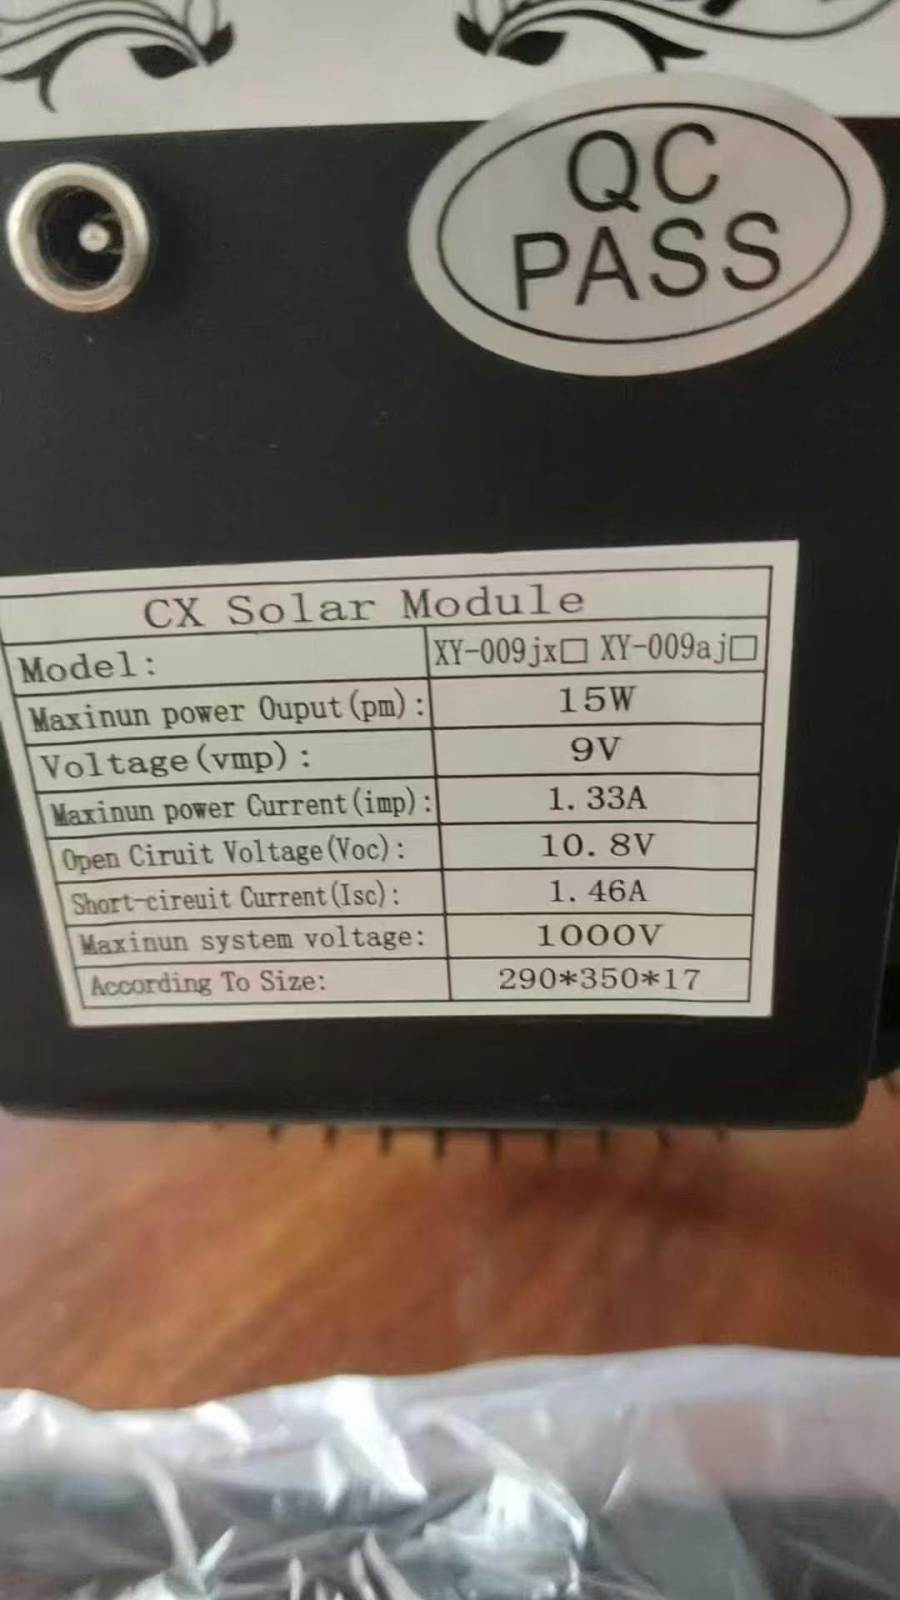 QC
PASS
CX Solar Module
Model: XY-009jx□ XY-009aj□
Maxinun power Ouput(pm): 15W
Voltage(vmp): 9V
Maxinun power Current(imp): 1.33A
Open Ciruit Voltage(Voc): 10.8V
Short-cireuit Current(Isc): 1.46A
Maxinun system voltage: 1000V
According To Size: 290*350*17